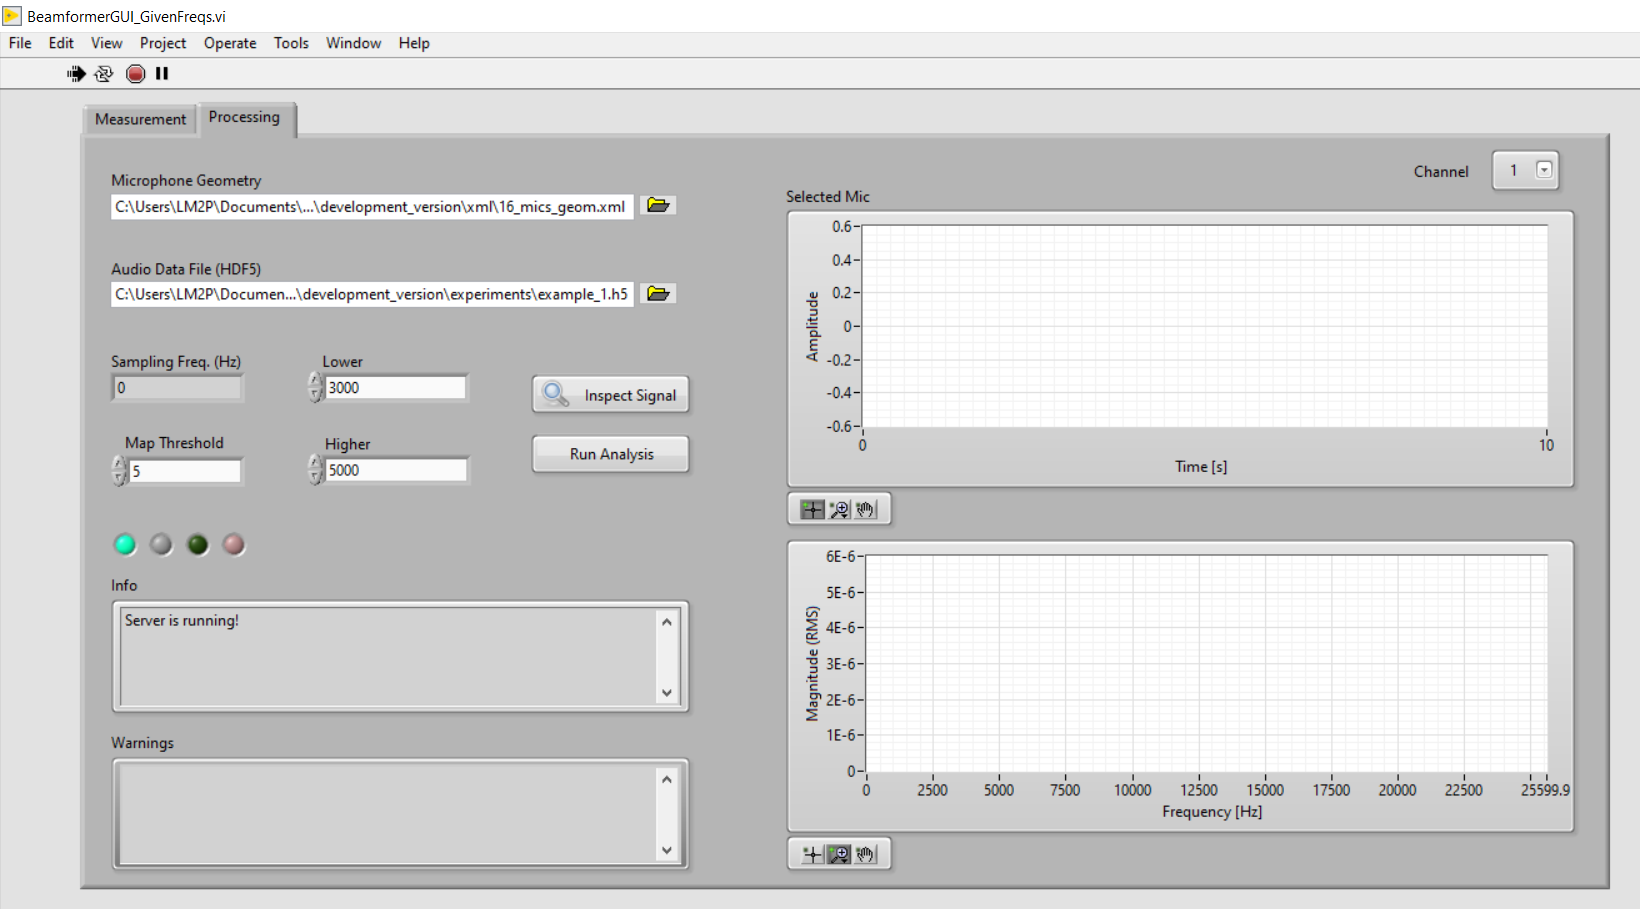 BeamformerGUI_GivenFreqs.vi
File Edit View Project Operate Tools Window Help
Measurement Processing
Microphone Geometry
C:\Users\LM2P\Documents\...\development_version\xml\16_mics_geom.xml
Audio Data File (HDF5)
C:\Users\LM2P\Documen...\development_version\experiments\example_1.h5
Sampling Freq. (Hz) Lower
0 3000
Inspect Signal
Map Threshold Higher
5 5000
Run Analysis
Info
Server is running!
Warnings
Channel 1
Selected Mic
Amplitude
0.6
0.4
0.2
0
-0.2
-0.4
-0.6
0 10
Time [s]
Magnitude (RMS)
6E-6
5E-6
4E-6
3E-6
2E-6
1E-6
0
0 2500 5000 7500 10000 12500 15000 17500 20000 22500 25599.9
Frequency [Hz]